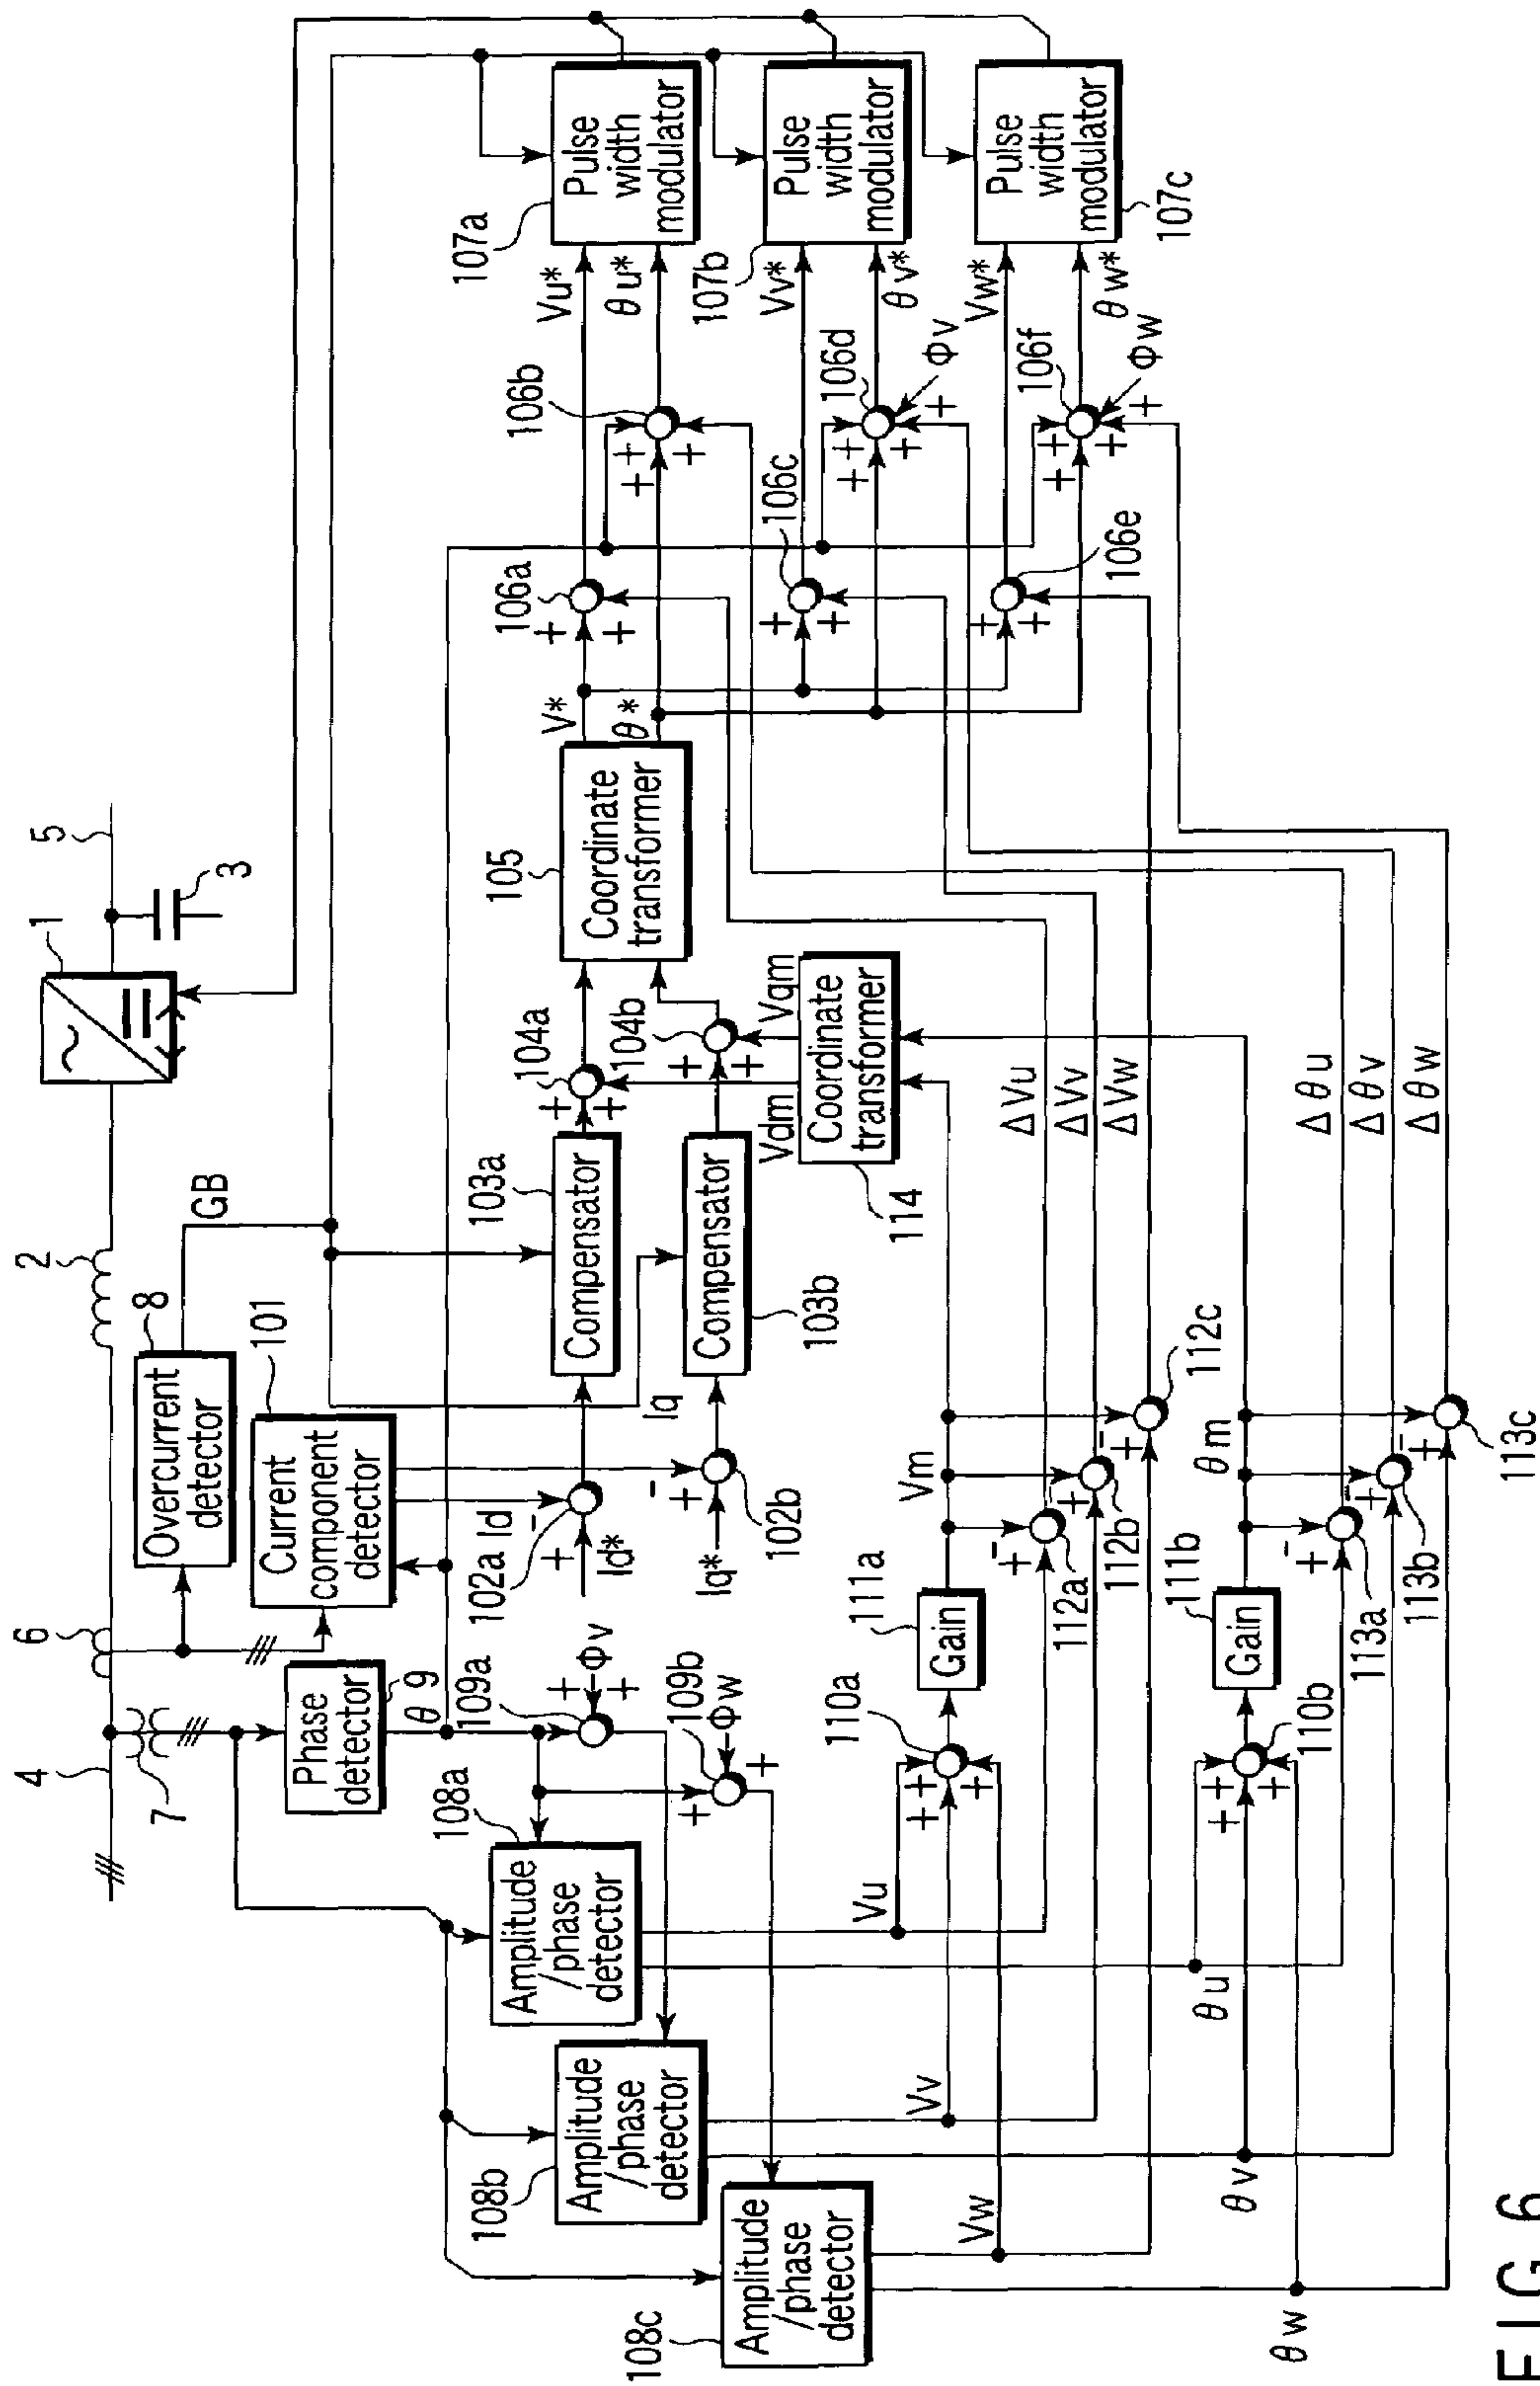 4
7
6
8
2
1
3
5
Overcurrent
detector
GB
101
Current
component
detector
Phase
detector
9
θ
109a
Φv
+
+
109b
Φw
+
+
108a
Amplitude
/phase
detector
108b
Amplitude
/phase
detector
108c
Amplitude
/phase
detector
102a
Id
-
+
Id*
Iq
-
+
Iq*
102b
103a
Compensator
Compensator
103b
104a
+
+
104b
+
+
Vdm
Vqm
Coordinate
transformer
114
105
Coordinate
transformer
V*
θ*
106a
+
+
106b
+
+
+
106c
+
+
106d
+
+
+
Φv
+
106e
+
+
106f
+
+
+
Φw
+
Vu*
θu*
Vv*
θv*
Vw*
θw*
107a
Pulse
width
modulator
107b
Pulse
width
modulator
Pulse
width
modulator
107c
Vu
Vv
Vw
110a
+
+
+
111a
Gain
Vm
-
+
112a
-
+
112b
-
+
112c
ΔVu
ΔVv
ΔVw
θu
θv
θw
110b
+
+
+
111b
Gain
θm
-
+
113a
-
+
113b
-
+
113c
Δθu
Δθv
Δθw
FIG. 6